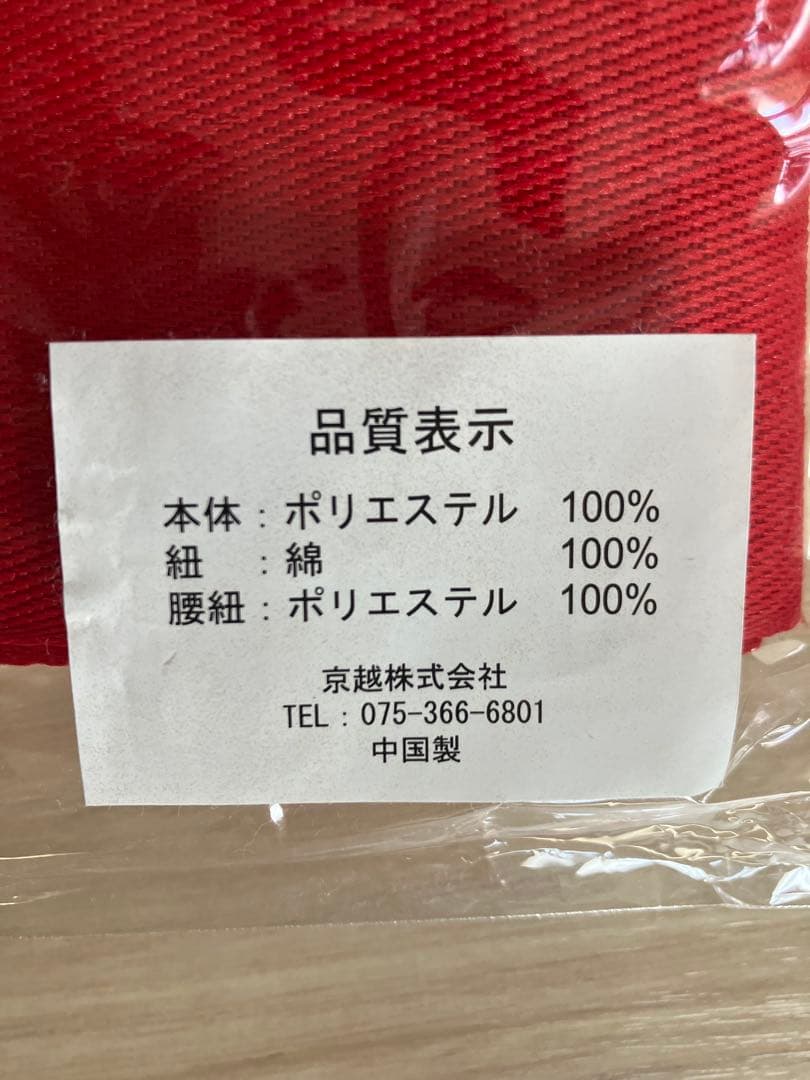 品質表示
本体：ポリエステル 100%
紐 ：綿 100%
腰紐：ポリエステル 100%
京越株式会社
TEL：075-366-6801
中国製